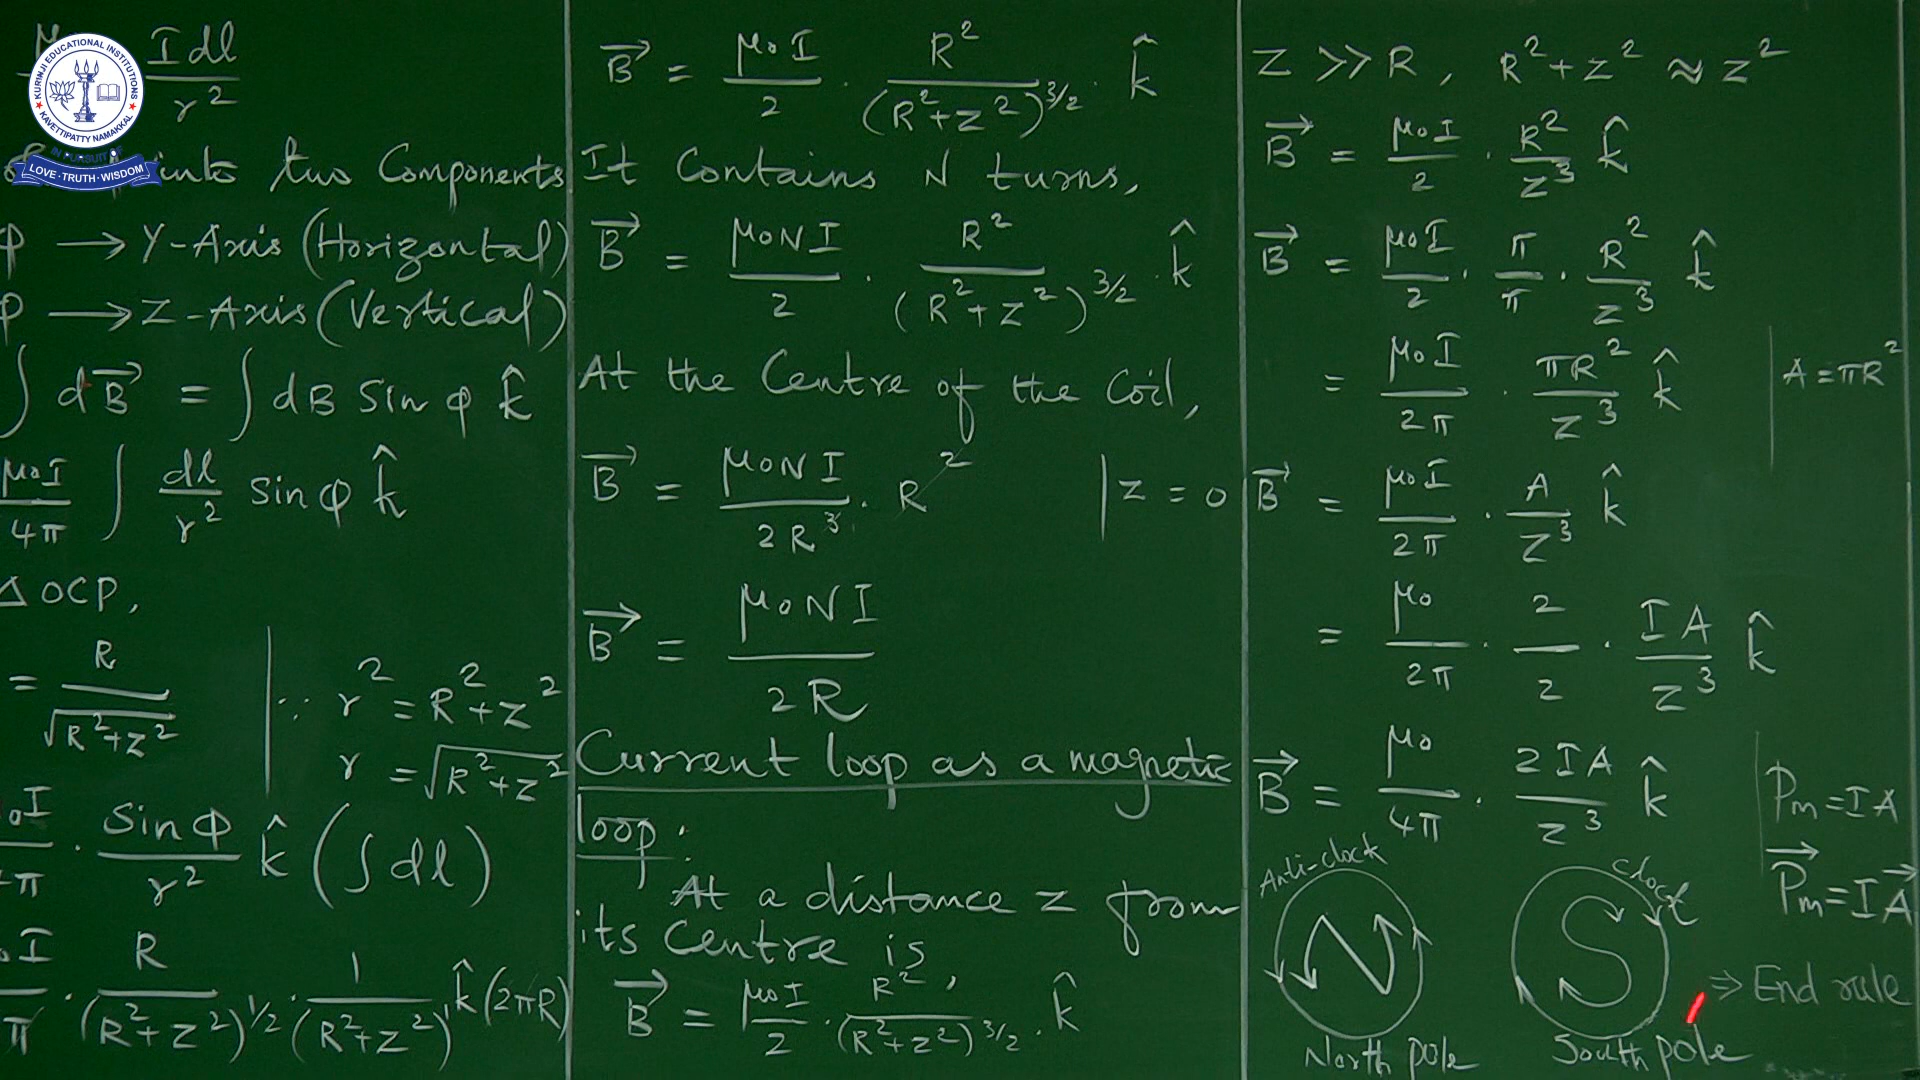 KURINJI EDUCATIONAL INSTITUTIONS
KAVETTIPATTY NAMAKKAL
IN PURSUIT OF
LOVE · TRUTH · WISDOM
I dl
r²
into two Components
φ → Y-Axis (Horizontal)
φ → Z-Axis (Vertical)
∫ dB⃗ = ∫ dB Sin φ k̂
μ₀I/4π ∫ dl/r² sin φ k̂
Δ OCP,
= R/√(R²+z²) | ∵ r² = R²+z²
r = √(R²+z²)
₀I/π · Sin φ/r² k̂ (∫ dl)
₀I/π · R/(R²+z²)^1/2 · 1/(R²+z²) · k̂ (2πR)
B⃗ = μ₀I/2 · R²/(R²+z²)^3/2 · k̂
It Contains N turns,
B⃗ = μ₀NI/2 · R²/(R²+z²)^3/2 · k̂
At the Centre of the Coil,
B⃗ = μ₀NI/2R³ · R² | z = 0
B⃗ = μ₀NI/2R
Current loop as a magnetic
loop:
At a distance z from
its Centre is
B⃗ = μ₀I/2 · R²/(R²+z²)^3/2 · k̂
Z >> R, R²+z² ≈ z²
B⃗ = μ₀I/2 · R²/z³ k̂
B⃗ = μ₀I/2 · π/π · R²/z³ k̂
= μ₀I/2π · πR²/z³ k̂ | A = πR²
B⃗ = μ₀I/2π · A/z³ k̂
= μ₀/2π · 2/2 · IA/z³ k̂
B⃗ = μ₀/4π · 2IA/z³ k̂ | Pm = IA
P⃗m = IA⃗
Anti-clock
Clock
N
S
⇒ End rule
North pole
South pole